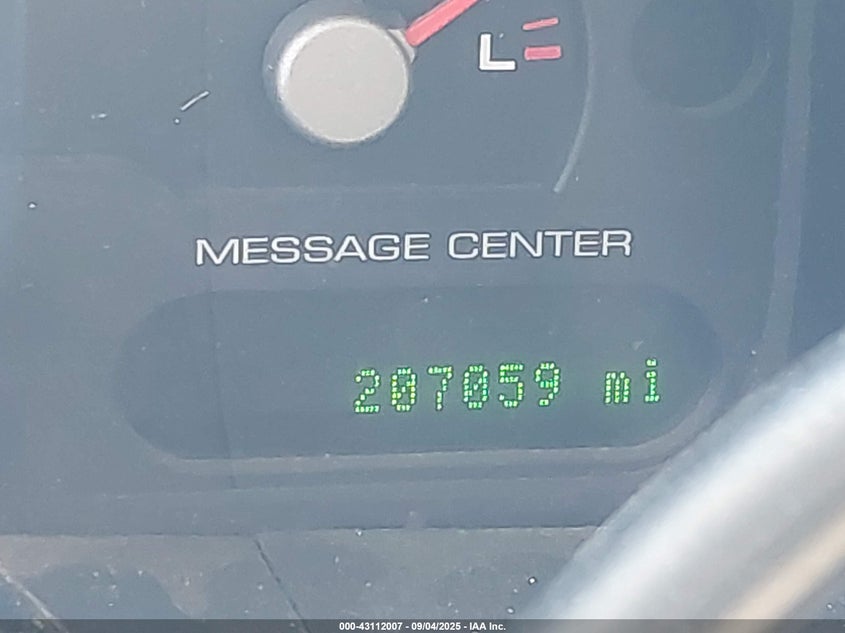 L
MESSAGE CENTER
207059 mi
000-43112007 - 09/04/2025 - IAA Inc.